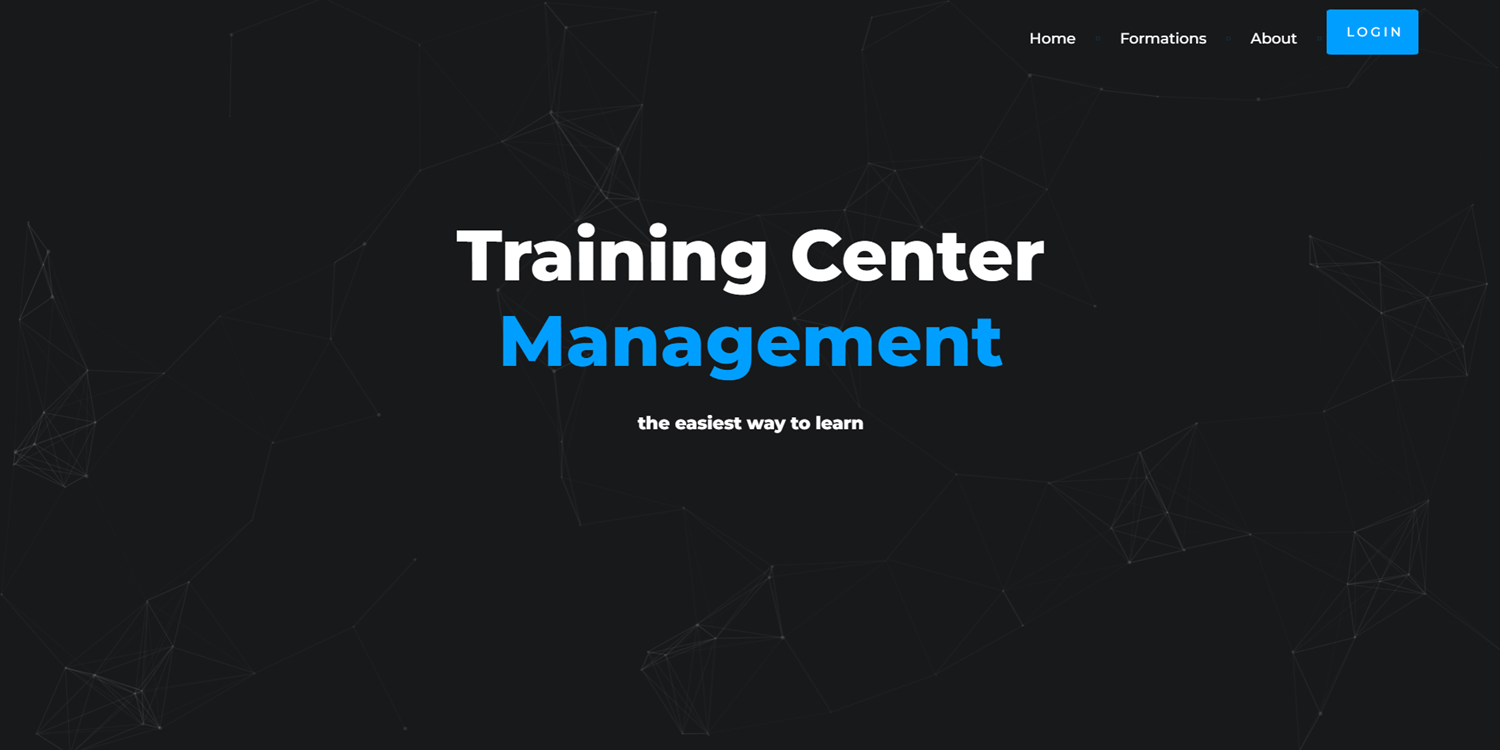 Home Formations About LOGIN
Training Center
Management
the easiest way to learn